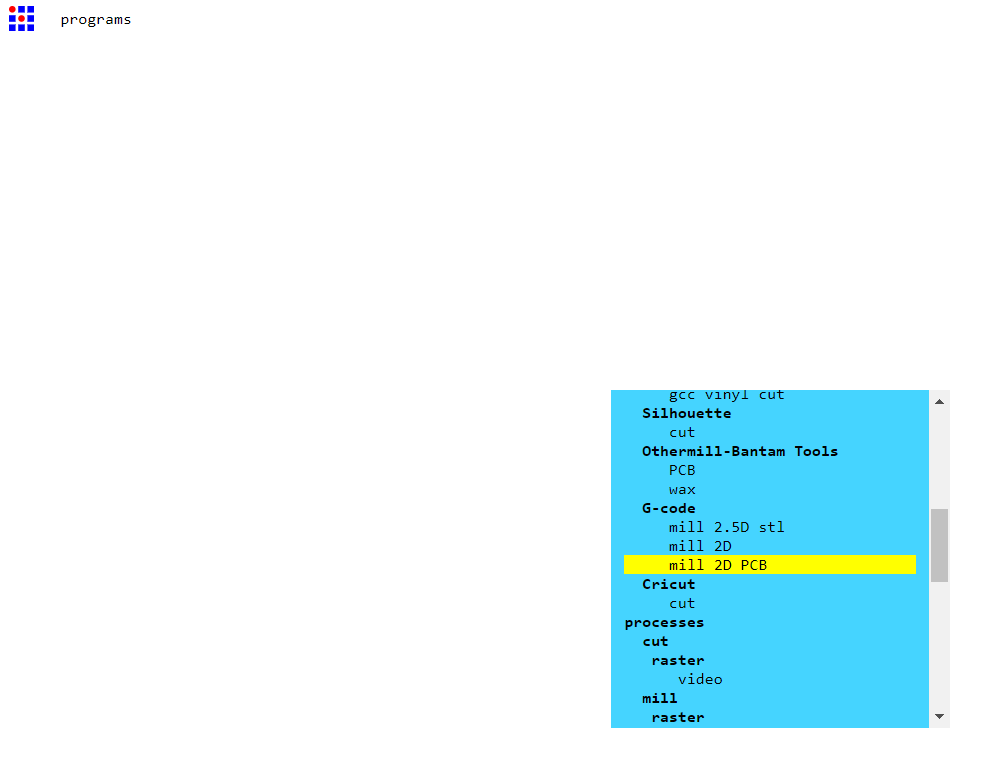 programs
gcc vinyl cut
Silhouette
cut
Othermill-Bantam Tools
PCB
wax
G-code
mill 2.5D stl
mill 2D
mill 2D PCB
Cricut
cut
processes
cut
raster
video
mill
raster